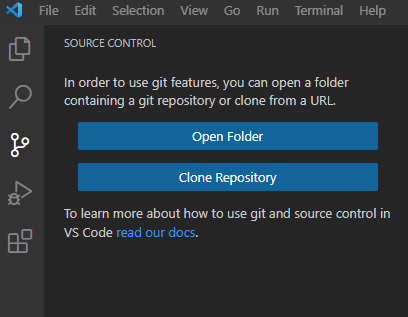 File Edit Selection View Go Run Terminal Help
SOURCE CONTROL
In order to use git features, you can open a folder
containing a git repository or clone from a URL.
Open Folder
Clone Repository
To learn more about how to use git and source control in
VS Code read our docs.